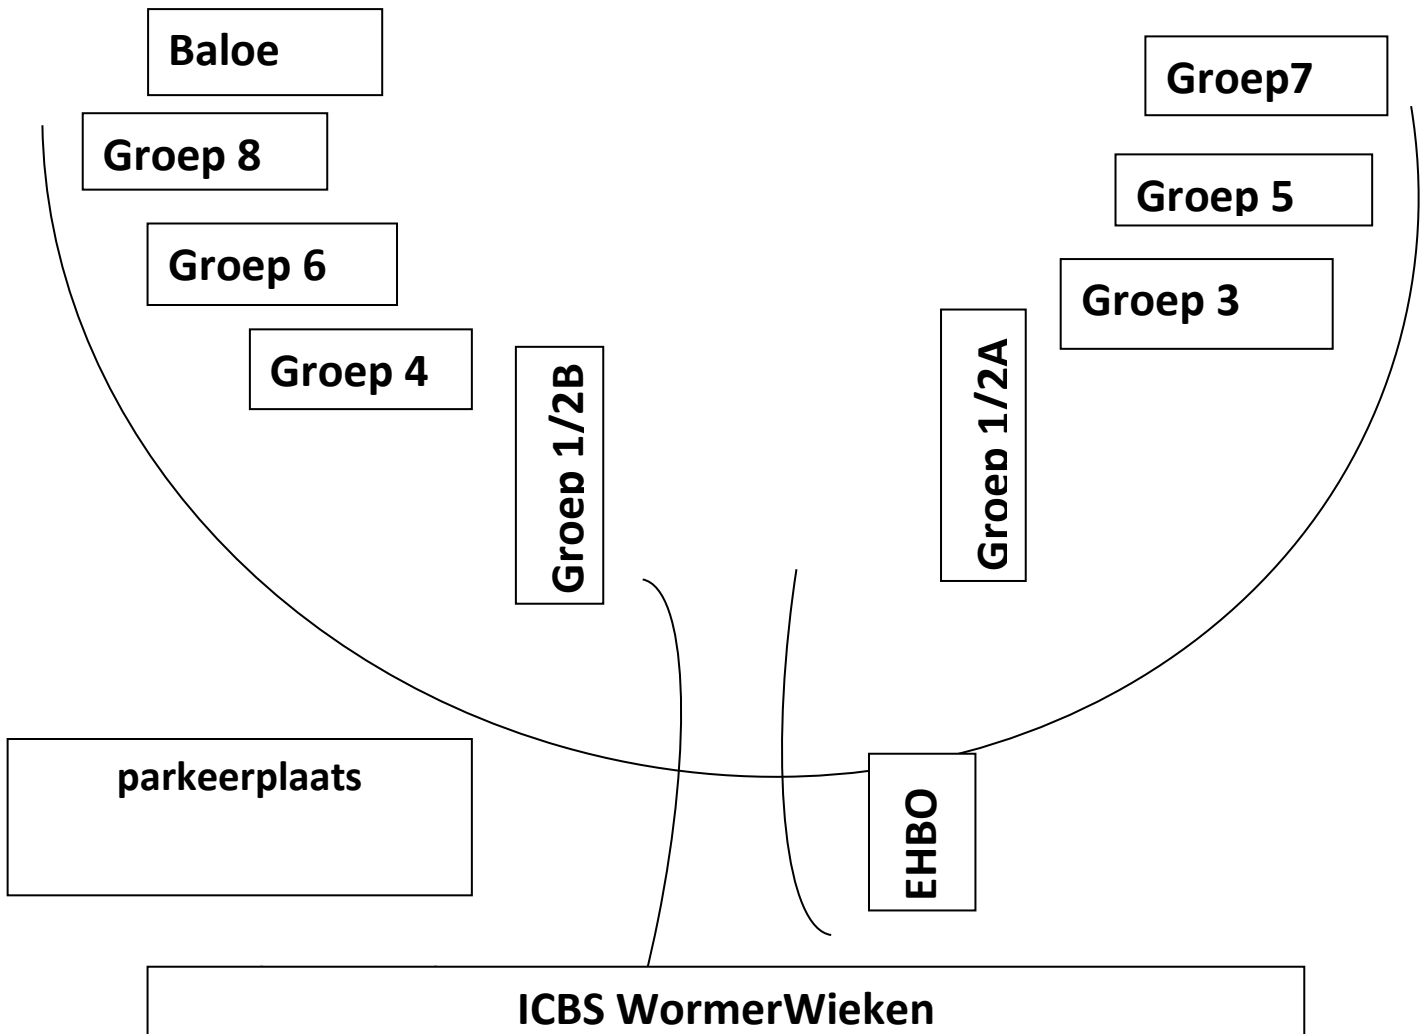 Baloe
Groep7
Groep 8
Groep 5
Groep 6
Groep 3
Groep 4
Groep 1/2B
Groep 1/2A
parkeerplaats
EHBO
ICBS WormerWieken